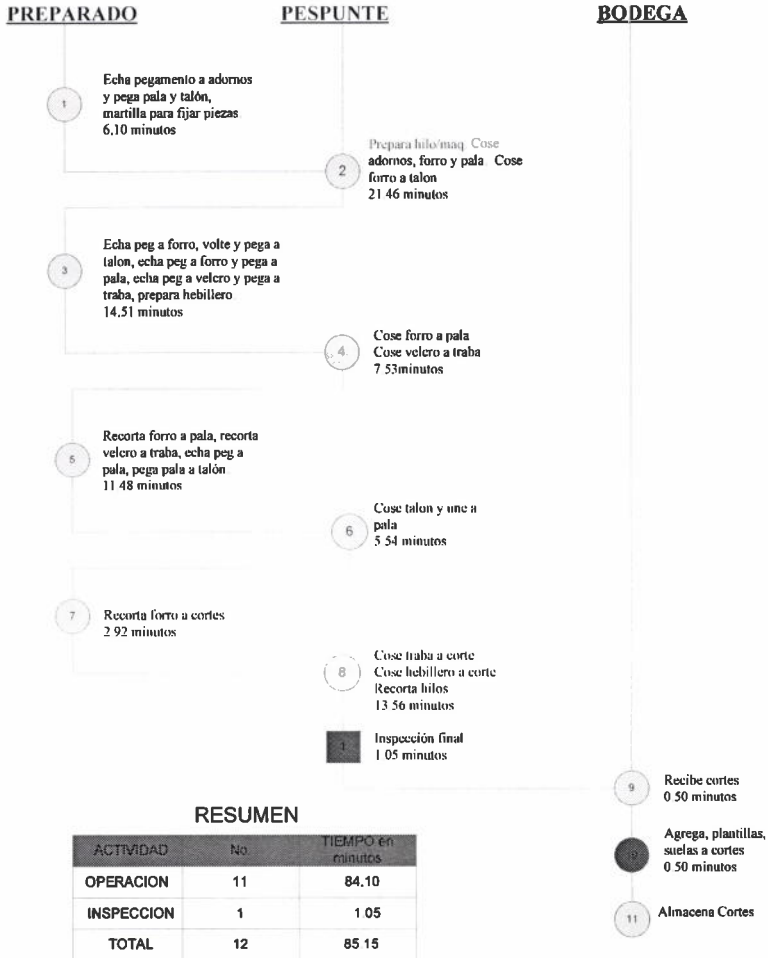 PREPARADO PESPUNTE BODEGA
1
Echa pegamento a adornos
y pega pala y talón,
martilla para fijar piezas
6,10 minutos
2
Prepara hilo/maq. Cose
adornos, forro y pala Cose
forro a talon
21 46 minutos
3
Echa peg a forro, volte y pega a
talon, echa peg a forro y pega a
pala, echa peg a velcro y pega a
traba, prepara hebillero
14.51 minutos
4
Cose forro a pala
Cose velcro a traba
7 53minutos
5
Recorta forro a pala, recorta
velcro a traba, echa peg a
pala, pega pala a talón
11 48 minutos
6
Cose talon y une a
pala
5 54 minutos
7
Recorta forro a cortes
2 92 minutos
8
Cose traba a corte
Cose hebillero a corte
Recorta hilos
13 56 minutos
1
Inspección final
1 05 minutos
9
Recibe cortes
0 50 minutos
Agrega, plantillas,
suelas a cortes
0 50 minutos
11
Almacena Cortes
RESUMEN
ACTIVIDAD No. TIEMPO en
minutos
OPERACION 11 84.10
INSPECCION 1 1 05
TOTAL 12 85 15